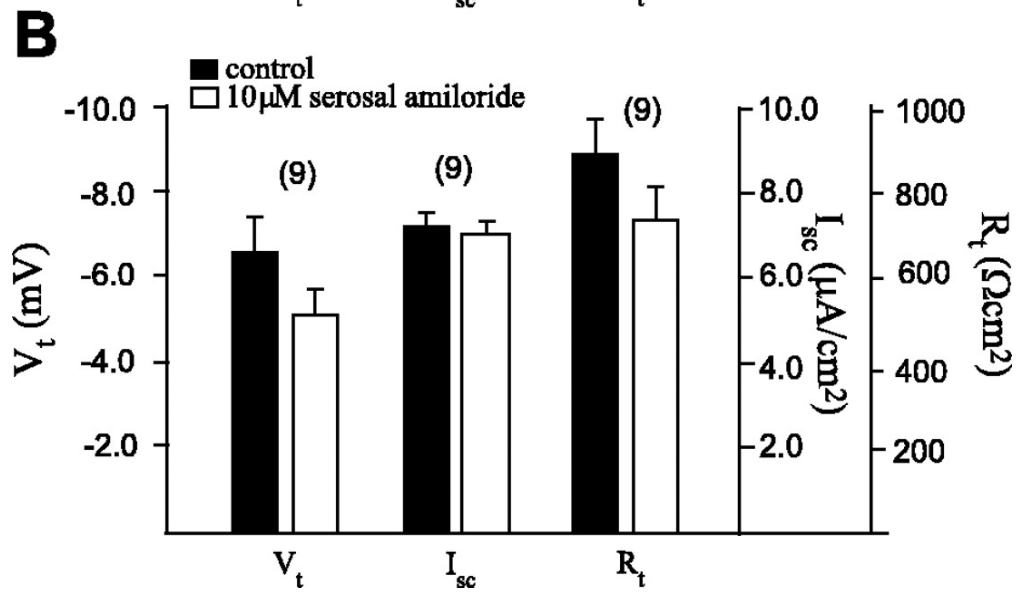 t sc t
B
control
10µM serosal amiloride
-10.0
-8.0
-6.0
-4.0
-2.0
V_t (mV)
(9)
(9)
(9)
10.0
8.0
6.0
4.0
2.0
I_sc (µA/cm²)
1000
800
600
400
200
R_t (Ωcm²)
V_t I_sc R_t